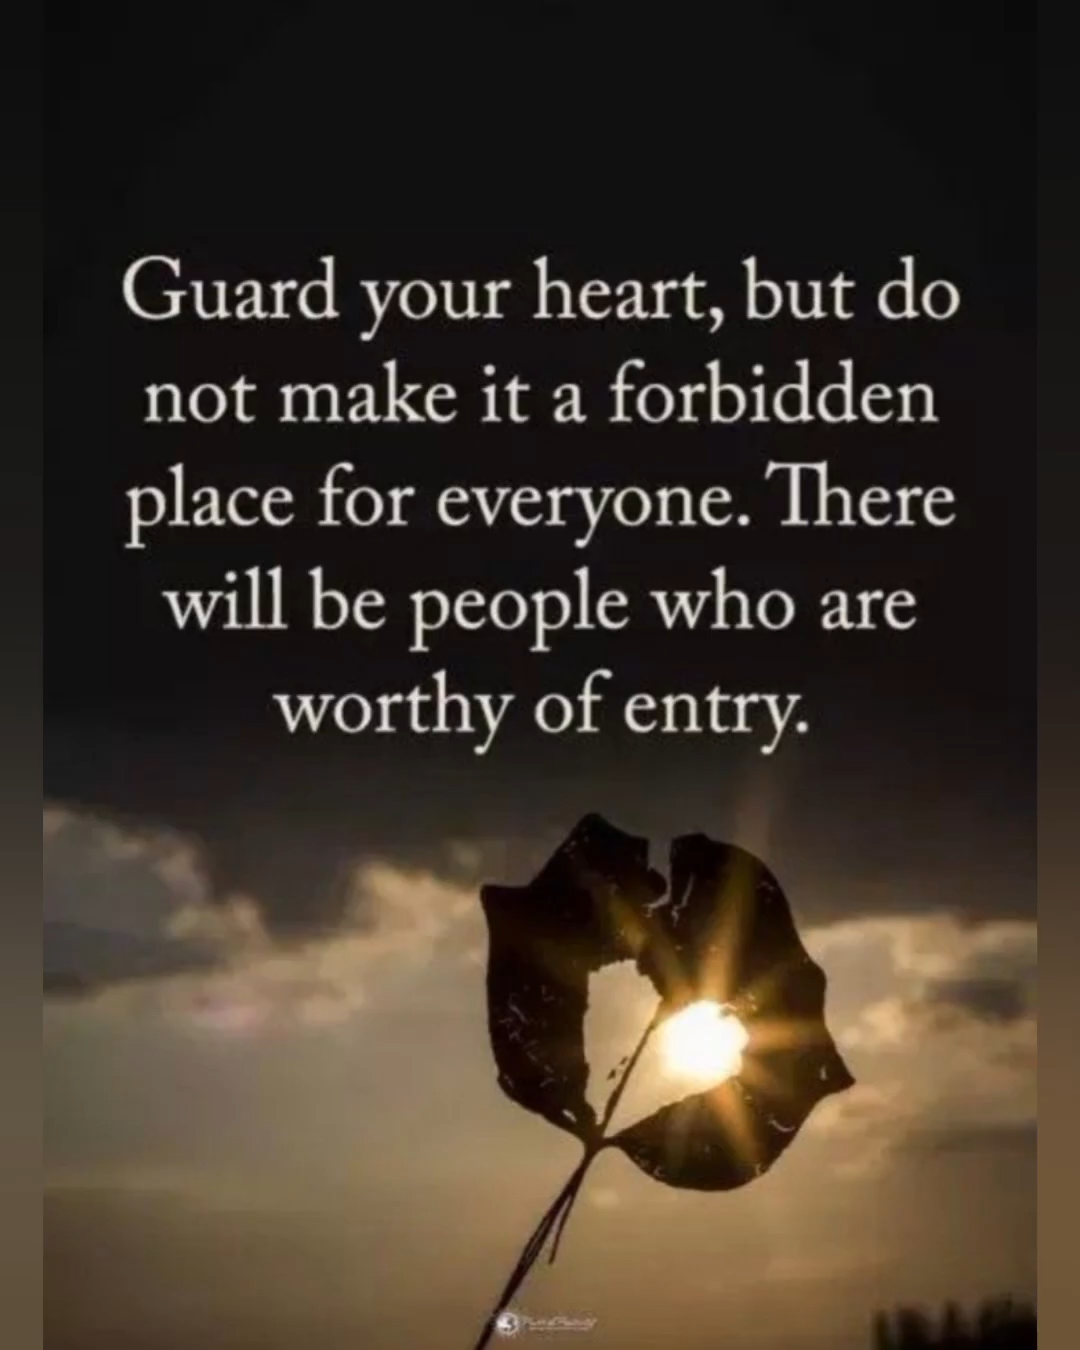 Guard your heart, but do
not make it a forbidden
place for everyone. There
will be people who are
worthy of entry.